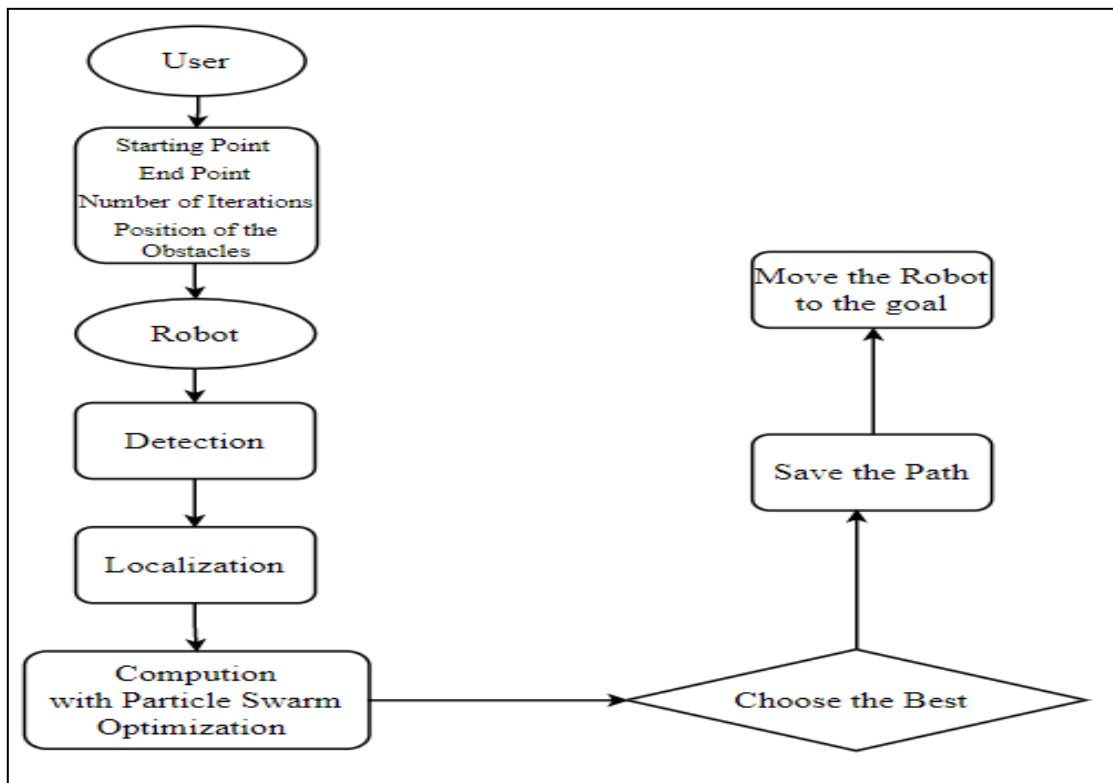 User
Starting Point
End Point
Number of Iterations
Position of the
Obstacles
Robot
Detection
Localization
Compution
with Particle Swarm
Optimization
Choose the Best
Save the Path
Move the Robot
to the goal